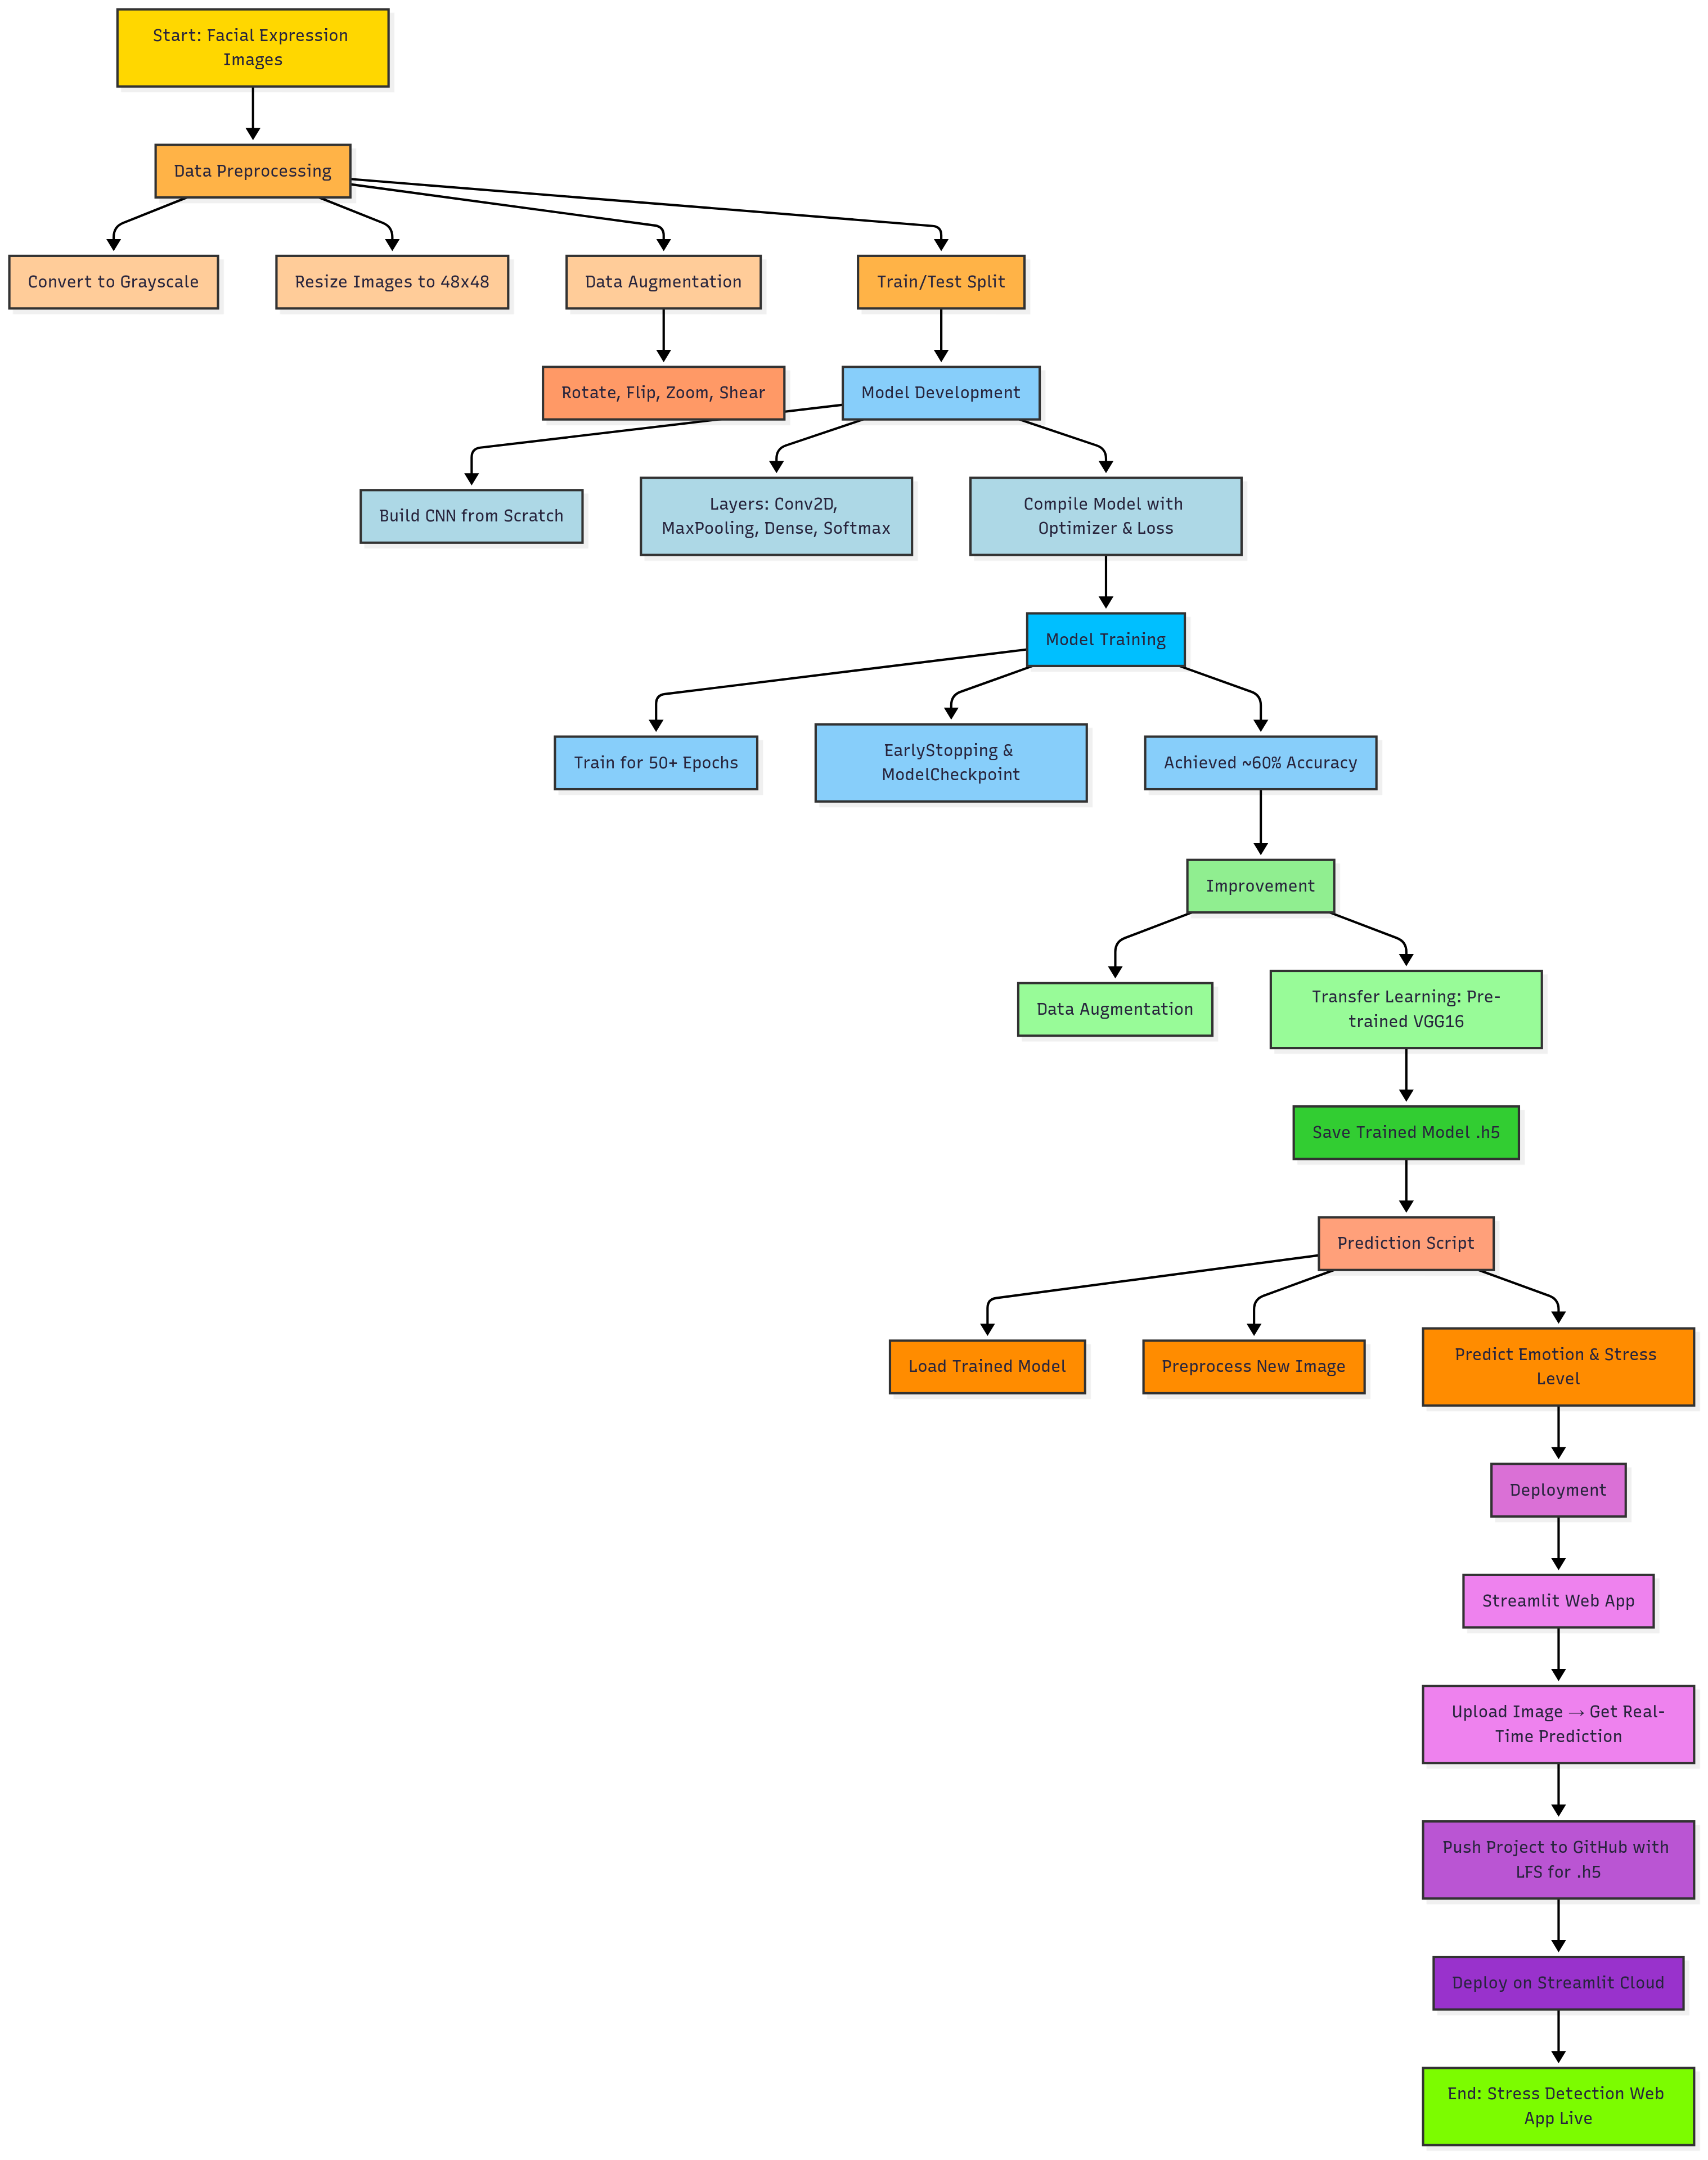 Start: Facial Expression
Images
Data Preprocessing
Convert to Grayscale
Resize Images to 48x48
Data Augmentation
Train/Test Split
Rotate, Flip, Zoom, Shear
Model Development
Build CNN from Scratch
Layers: Conv2D,
MaxPooling, Dense, Softmax
Compile Model with
Optimizer & Loss
Model Training
Train for 50+ Epochs
EarlyStopping &
ModelCheckpoint
Achieved ~60% Accuracy
Improvement
Data Augmentation
Transfer Learning: Pre-
trained VGG16
Save Trained Model .h5
Prediction Script
Load Trained Model
Preprocess New Image
Predict Emotion & Stress
Level
Deployment
Streamlit Web App
Upload Image → Get Real-
Time Prediction
Push Project to GitHub with
LFS for .h5
Deploy on Streamlit Cloud
End: Stress Detection Web
App Live